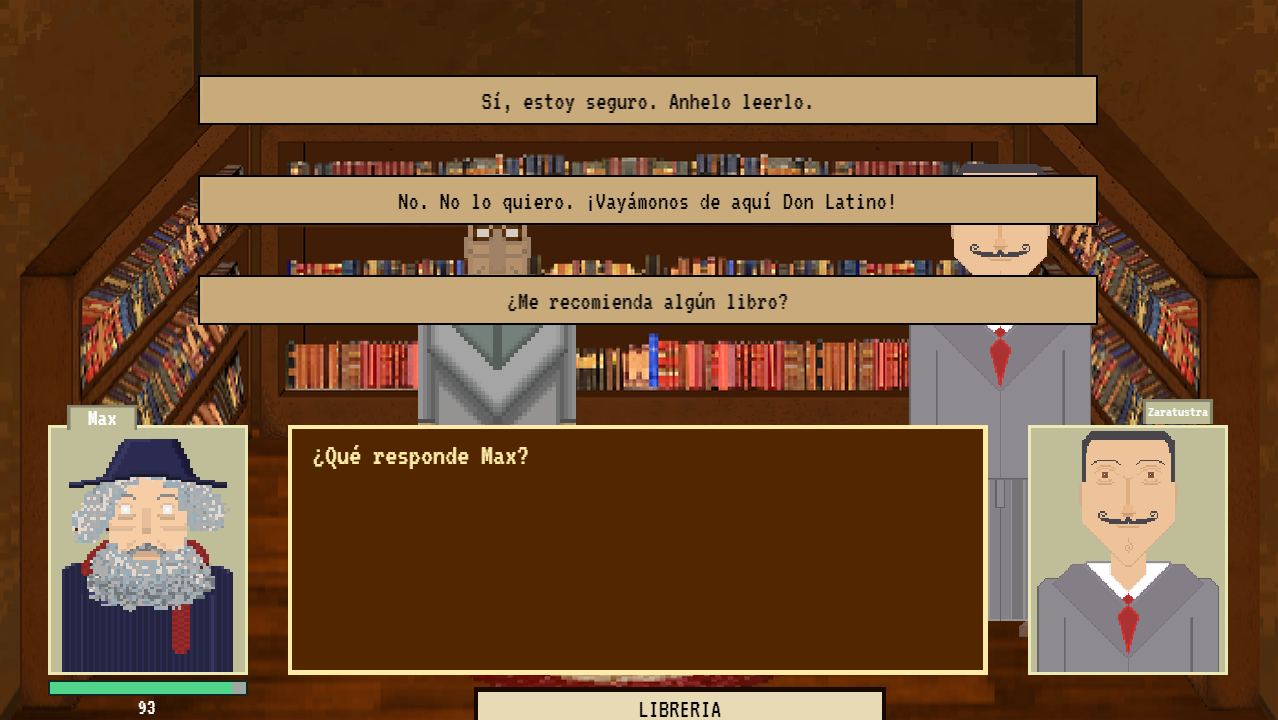 Sí, estoy seguro. Anhelo leerlo.
No. No lo quiero. ¡Vayámonos de aquí Don Latino!
¿Me recomienda algún libro?
Max
Zaratustra
¿Qué responde Max?
93
LIBRERIA